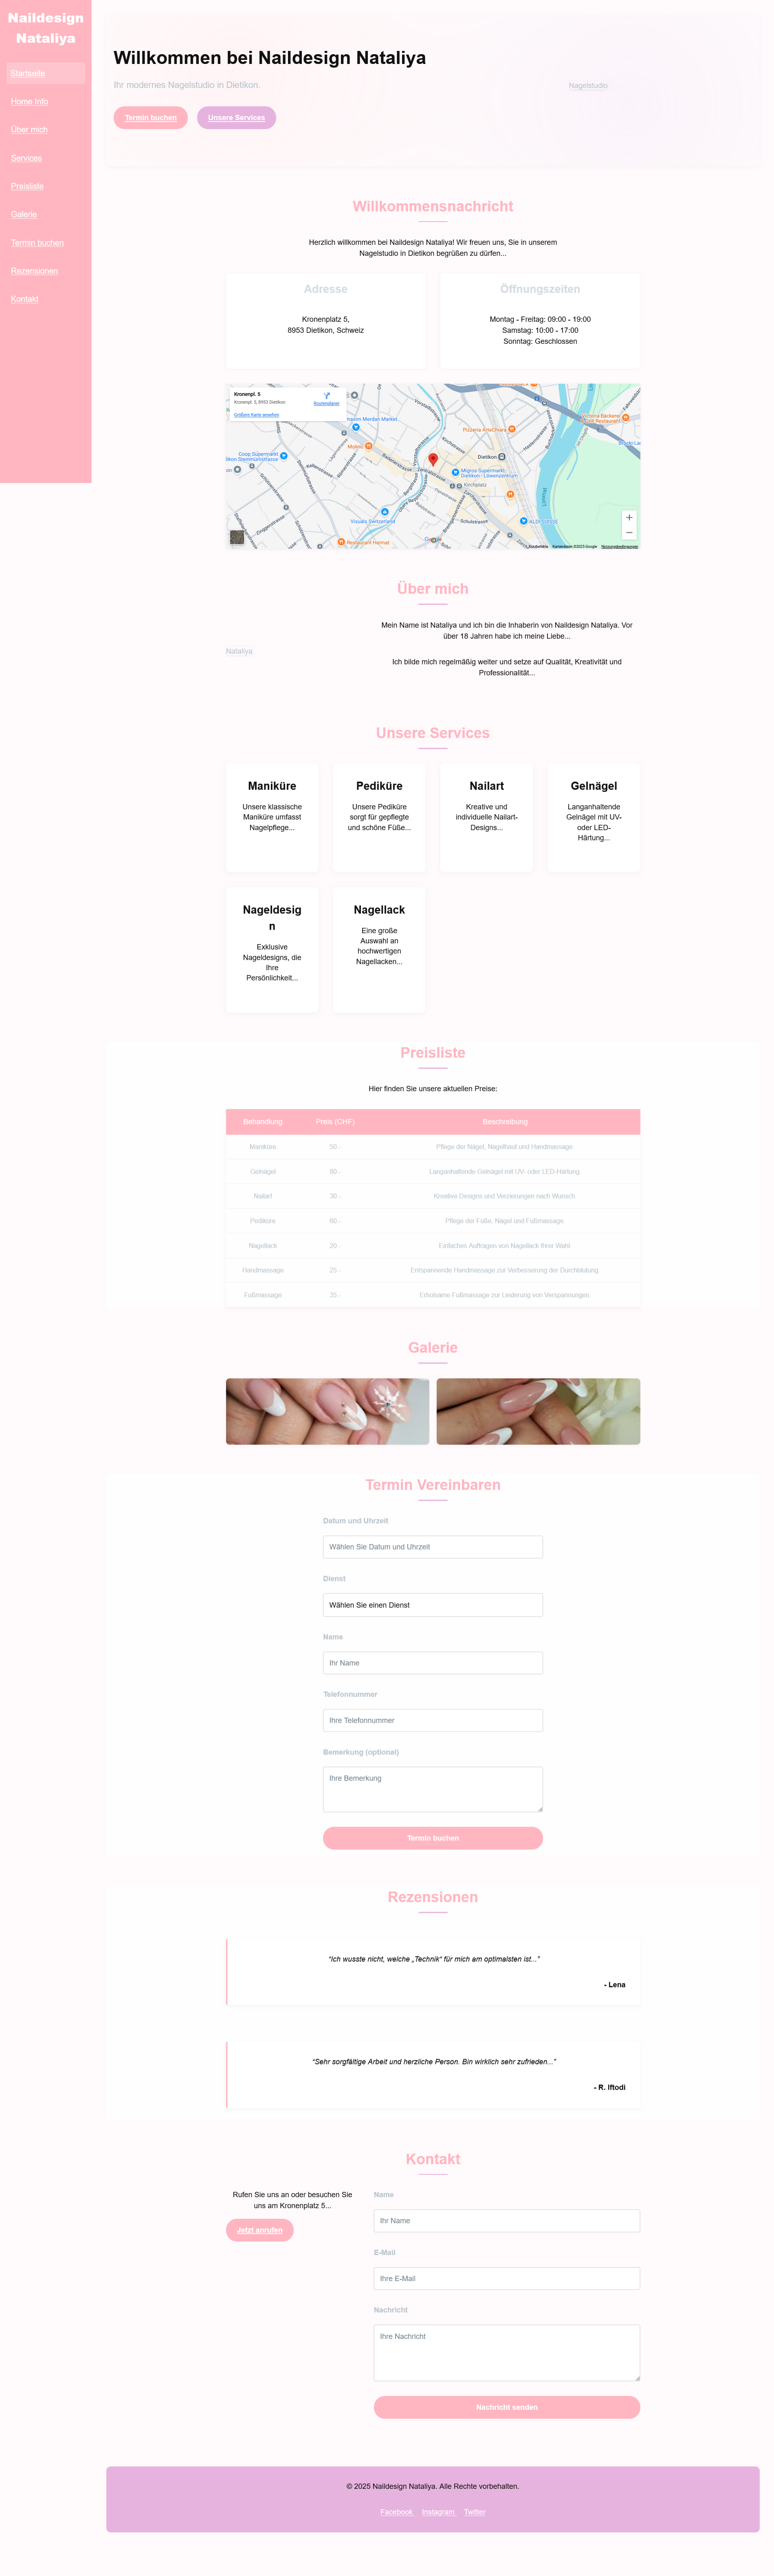 Naildesign
Nataliya
Startseite
Home Info
Über mich
Services
Preisliste
Galerie
Termin buchen
Rezensionen
Kontakt
Willkommen bei Naildesign Nataliya
Ihr modernes Nagelstudio in Dietikon.
Termin buchen
Unsere Services
Nagelstudio
Willkommensnachricht
Herzlich willkommen bei Naildesign Nataliya! Wir freuen uns, Sie in unserem
Nagelstudio in Dietikon begrüßen zu dürfen...
Adresse
Kronenplatz 5,
8953 Dietikon, Schweiz
Öffnungszeiten
Montag - Freitag: 09:00 - 19:00
Samstag: 10:00 - 17:00
Sonntag: Geschlossen
Kronenpl. 5
Kronenpl. 5, 8953 Dietikon
Routenplaner
Größere Karte ansehen
Pizzeria ArteChiara
Molino
Dietikon
Migros Supermarkt
Dietikon - Löwenzentrum
Kirchplatz
Coop Supermarkt
Visuals Switzerland
ALDI SUISSE
Restaurant Heimat
Über mich
Nataliya
Mein Name ist Nataliya und ich bin die Inhaberin von Naildesign Nataliya. Vor
über 18 Jahren habe ich meine Liebe...
Ich bilde mich regelmäßig weiter und setze auf Qualität, Kreativität und
Professionalität...
Unsere Services
Maniküre
Unsere klassische
Maniküre umfasst
Nagelpflege...
Pediküre
Unsere Pediküre
sorgt für gepflegte
und schöne Füße...
Nailart
Kreative und
individuelle Nailart-
Designs...
Gelnägel
Langanhaltende
Gelnägel mit UV-
oder LED-
Härtung...
Nageldesig
n
Exklusive
Nageldesigns, die
Ihre
Persönlichkeit...
Nagellack
Eine große
Auswahl an
hochwertigen
Nagellacken...
Preisliste
Hier finden Sie unsere aktuellen Preise:
Behandlung Preis (CHF) Beschreibung
Maniküre 50.- Pflege der Nägel, Nagelhaut und Handmassage.
Gelnägel 80.- Langanhaltende Gelnägel mit UV- oder LED-Härtung.
Nailart 30.- Kreative Designs und Verzierungen nach Wunsch.
Pediküre 60.- Pflege der Füße, Nägel und Fußmassage.
Nagellack 20.- Einfaches Auftragen von Nagellack Ihrer Wahl.
Handmassage 25.- Entspannende Handmassage zur Verbesserung der Durchblutung.
Fußmassage 35.- Erholsame Fußmassage zur Linderung von Verspannungen.
Galerie
Termin Vereinbaren
Datum und Uhrzeit
Wählen Sie Datum und Uhrzeit
Dienst
Wählen Sie einen Dienst
Name
Ihr Name
Telefonnummer
Ihre Telefonnummer
Bemerkung (optional)
Ihre Bemerkung
Termin buchen
Rezensionen
"Ich wusste nicht, welche „Technik“ für mich am optimalsten ist..."
- Lena
"Sehr sorgfältige Arbeit und herzliche Person. Bin wirklich sehr zufrieden..."
- R. Iftodi
Kontakt
Rufen Sie uns an oder besuchen Sie
uns am Kronenplatz 5...
Jetzt anrufen
Name
Ihr Name
E-Mail
Ihre E-Mail
Nachricht
Ihre Nachricht
Nachricht senden
© 2025 Naildesign Nataliya. Alle Rechte vorbehalten.
Facebook Instagram Twitter